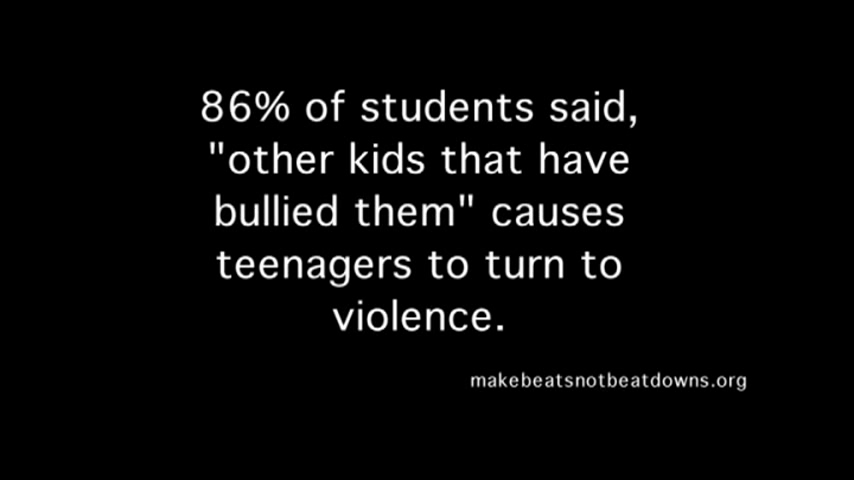 86% of students said,
"other kids that have
bullied them" causes
teenagers to turn to
violence.
makebeatsnotbeatdowns.org